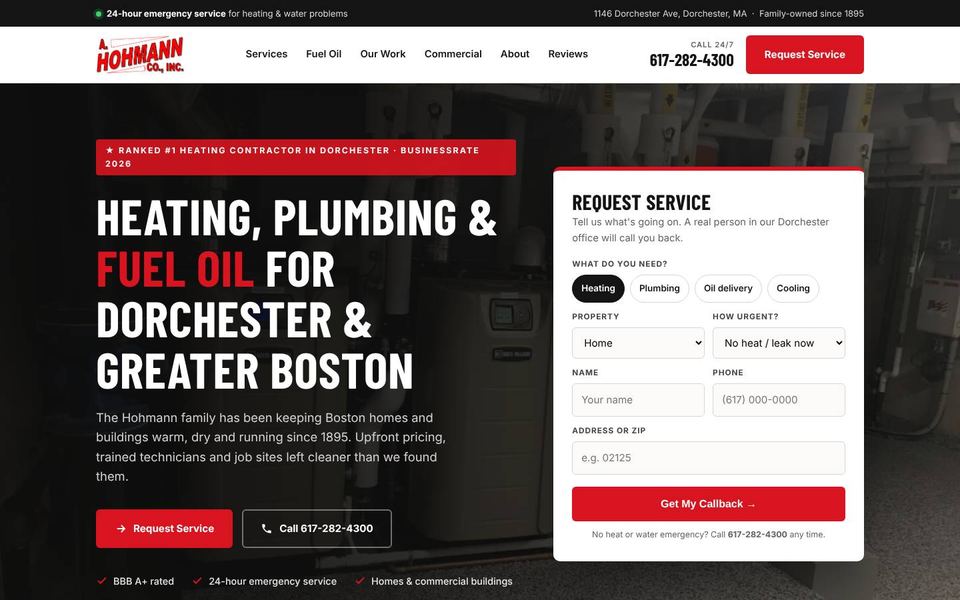 24-hour emergency service for heating & water problems
1146 Dorchester Ave, Dorchester, MA · Family-owned since 1895
A. HOHMANN CO., INC.
Services
Fuel Oil
Our Work
Commercial
About
Reviews
CALL 24/7
617-282-4300
Request Service
★ RANKED #1 HEATING CONTRACTOR IN DORCHESTER · BUSINESSRATE
2026
HEATING, PLUMBING &
FUEL OIL FOR
DORCHESTER &
GREATER BOSTON
The Hohmann family has been keeping Boston homes and
buildings warm, dry and running since 1895. Upfront pricing,
trained technicians and job sites left cleaner than we found
them.
→ Request Service
Call 617-282-4300
BBB A+ rated
24-hour emergency service
Homes & commercial buildings
REQUEST SERVICE
Tell us what's going on. A real person in our Dorchester
office will call you back.
WHAT DO YOU NEED?
Heating
Plumbing
Oil delivery
Cooling
PROPERTY
HOW URGENT?
Home
No heat / leak now
NAME
PHONE
Your name
(617) 000-0000
ADDRESS OR ZIP
e.g. 02125
Get My Callback →
No heat or water emergency? Call 617-282-4300 any time.